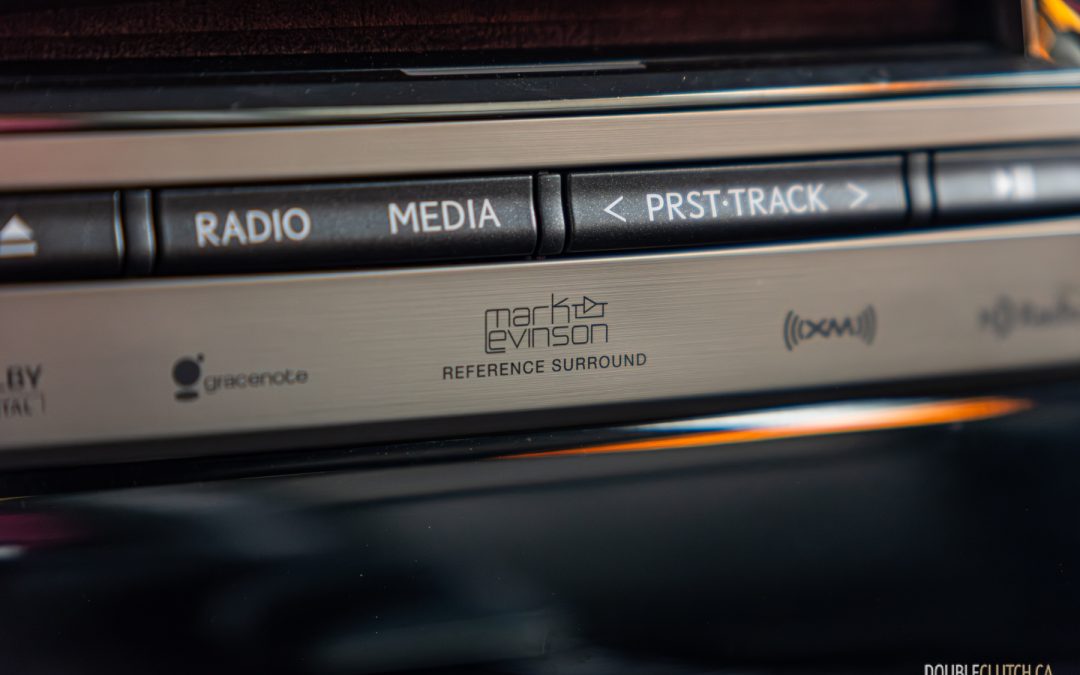 RADIO MEDIA < PRST·TRACK >
mark
Levinson
REFERENCE SURROUND
gracenote
XM
DOUBLECLUTCH.CA